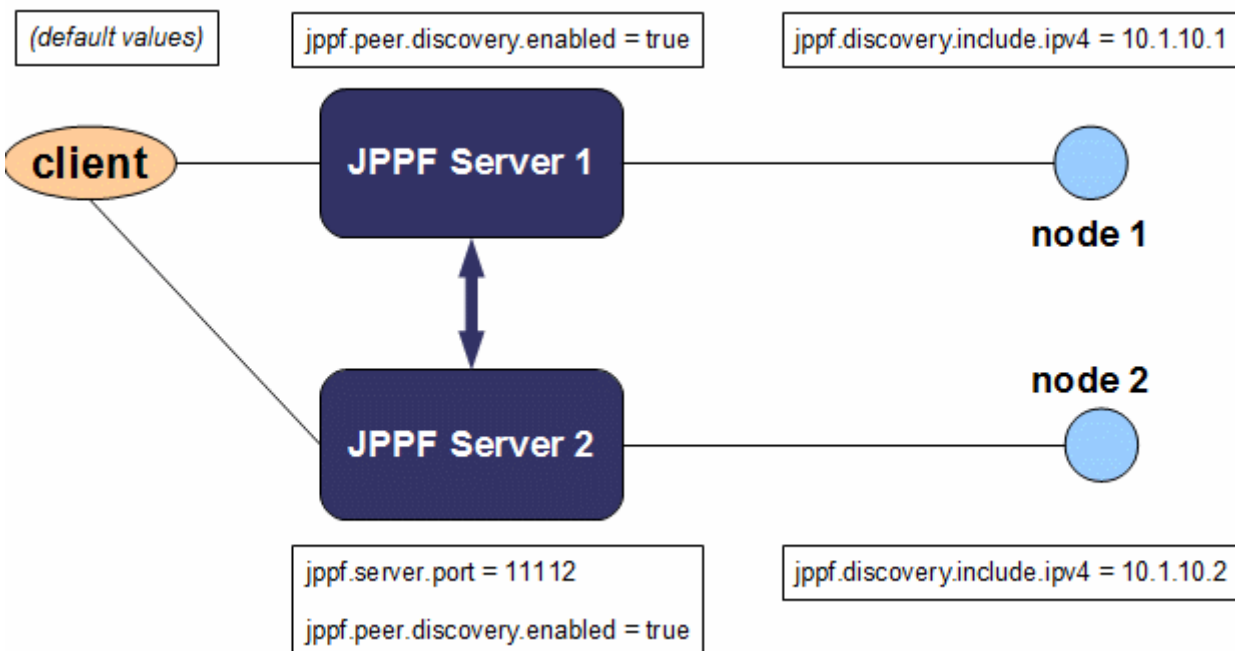 (default values)
jppf.peer.discovery.enabled = true
jppf.discovery.include.ipv4 = 10.1.10.1
client
JPPF Server 1
node 1
JPPF Server 2
node 2
jppf.server.port = 11112
jppf.peer.discovery.enabled = true
jppf.discovery.include.ipv4 = 10.1.10.2